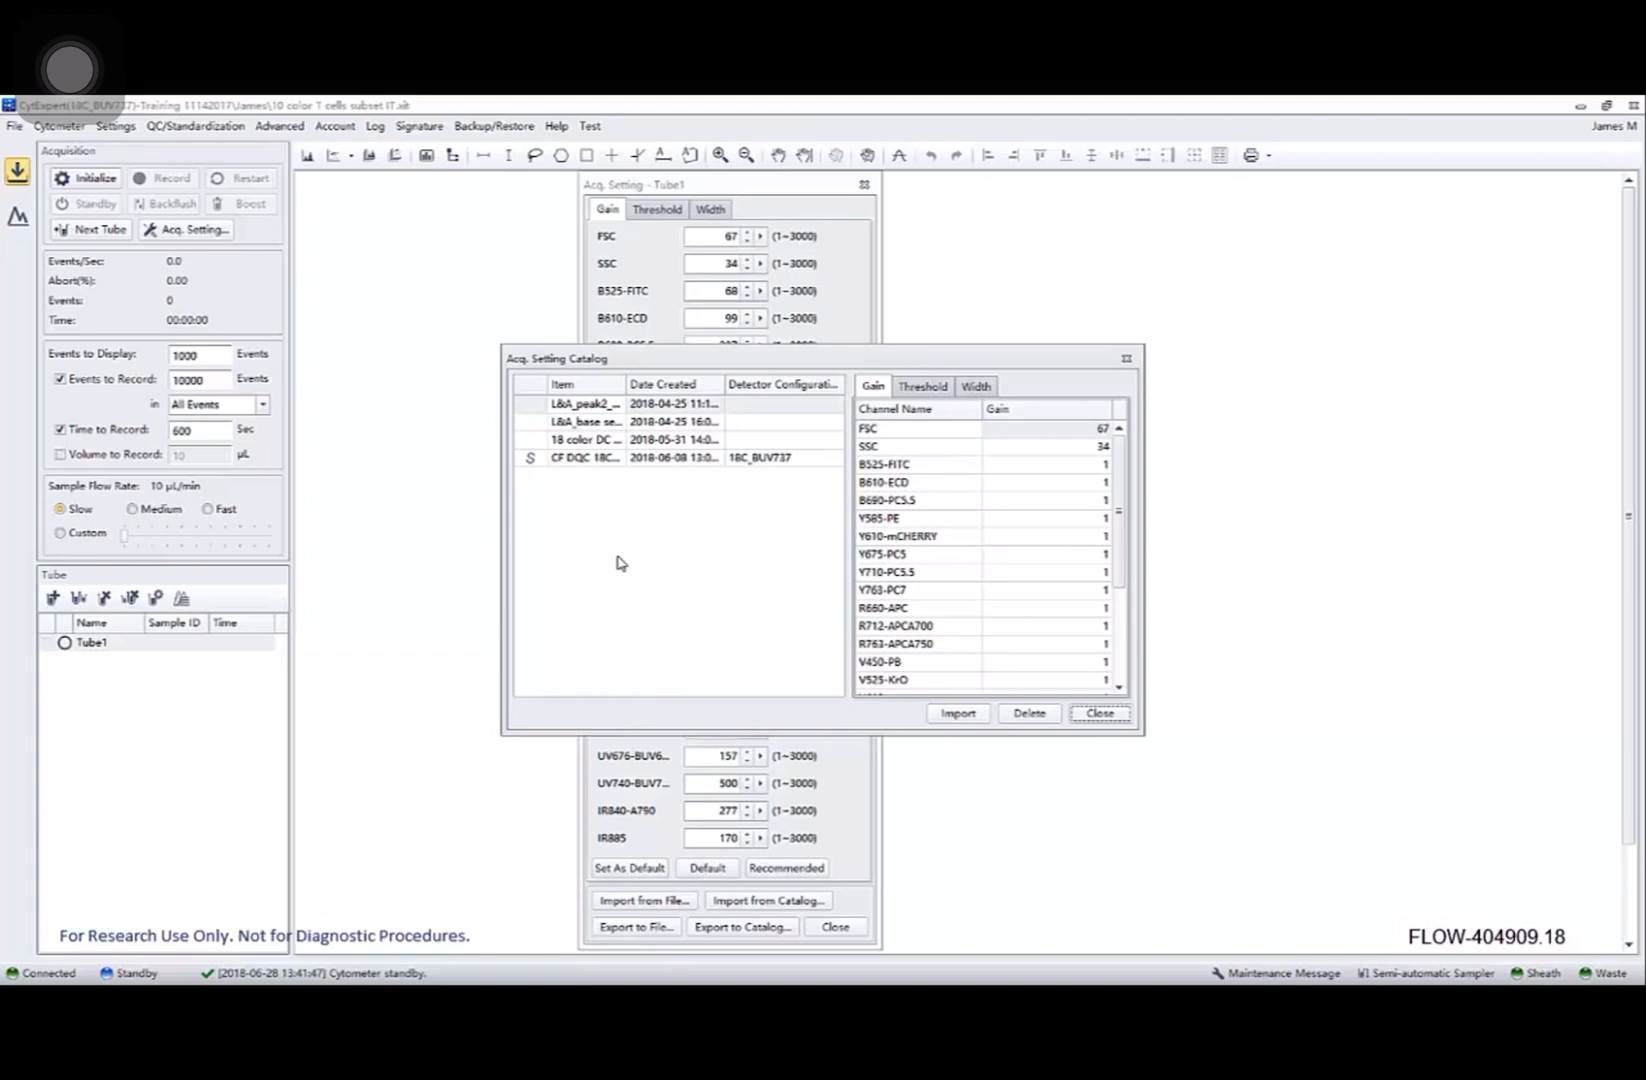 CytExpert(18C_BUV737)-Training 11142017\James\10 color T cells subset IT.xit
File Cytometer Settings QC/Standardization Advanced Account Log Signature Backup/Restore Help Test James M
Acquisition
Initialize Record Restart
Standby Backflush Boost
Next Tube Acq. Setting...
Events/Sec: 0.0
Abort(%): 0.00
Events: 0
Time: 00:00:00
Events to Display: 1000 Events
Events to Record: 10000 Events
in All Events
Time to Record: 600 Sec
Volume to Record: 10 µL
Sample Flow Rate: 10 µL/min
Slow Medium Fast
Custom
Tube
Name Sample ID Time
Tube1
Acq. Setting - Tube1
Gain Threshold Width
FSC 67 (1~3000)
SSC 34 (1~3000)
B525-FITC 68 (1~3000)
B610-ECD 99 (1~3000)
Acq. Setting Catalog
Item Date Created Detector Configurati...
L&A_peak2_... 2018-04-25 11:1...
L&A_base se... 2018-04-25 16:0...
18 color DC ... 2018-05-31 14:0...
S CF DQC 18C... 2018-06-08 13:0... 18C_BUV737
Gain Threshold Width
Channel Name Gain
FSC 67
SSC 34
B525-FITC 1
B610-ECD 1
B690-PC5.5 1
Y585-PE 1
Y610-mCHERRY 1
Y675-PC5 1
Y710-PC5.5 1
Y763-PC7 1
R660-APC 1
R712-APCA700 1
R763-APCA750 1
V450-PB 1
V525-KrO 1
Import Delete Close
UV676-BUV6... 157 (1~3000)
UV740-BUV7... 500 (1~3000)
IR840-A790 277 (1~3000)
IR885 170 (1~3000)
Set As Default Default Recommended
Import from File... Import from Catalog...
Export to File... Export to Catalog... Close
For Research Use Only. Not for Diagnostic Procedures.
FLOW-404909.18
Connected Standby [2018-06-28 13:41:47] Cytometer standby. Maintenance Message Semi-automatic Sampler Sheath Waste